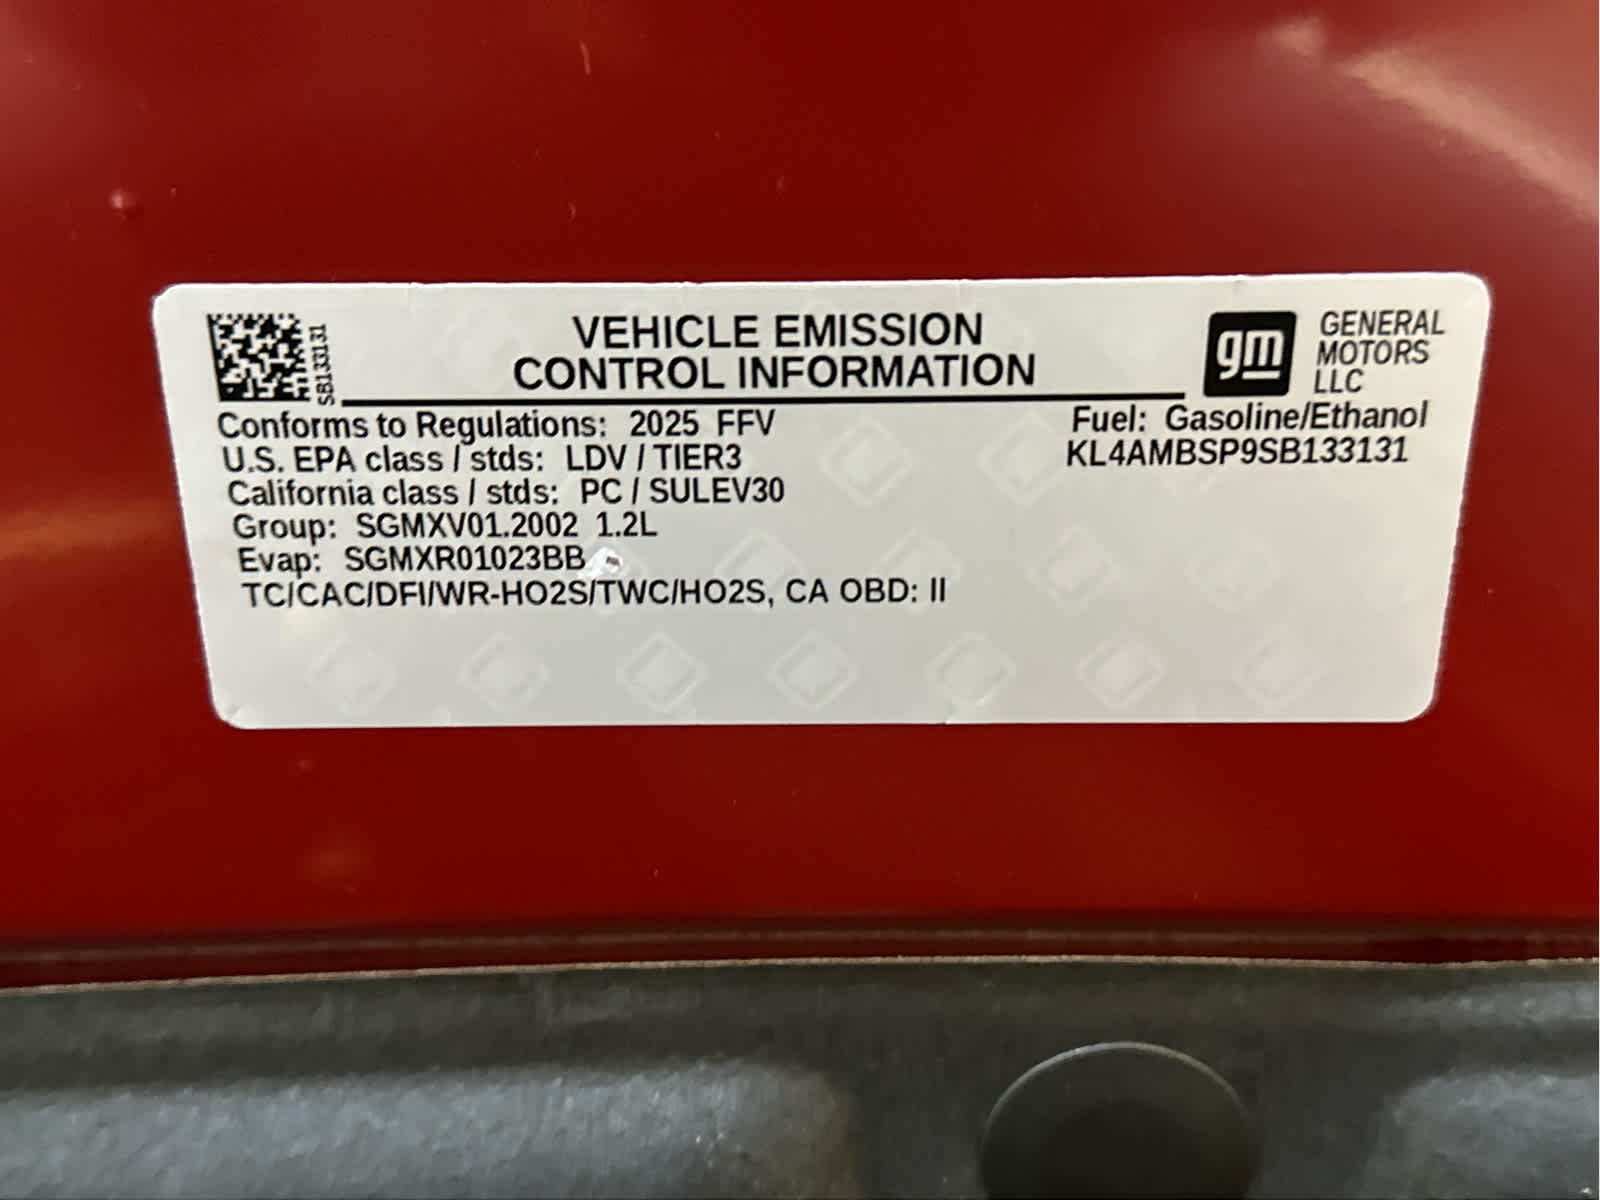 SB133131
VEHICLE EMISSION
CONTROL INFORMATION
gm
GENERAL
MOTORS
LLC
Conforms to Regulations: 2025 FFV
Fuel: Gasoline/Ethanol
U.S. EPA class / stds: LDV / TIER3
KL4AMBSP9SB133131
California class / stds: PC / SULEV30
Group: SGMXV01.2002 1.2L
Evap: SGMXR01023BB
TC/CAC/DFI/WR-HO2S/TWC/HO2S, CA OBD: II